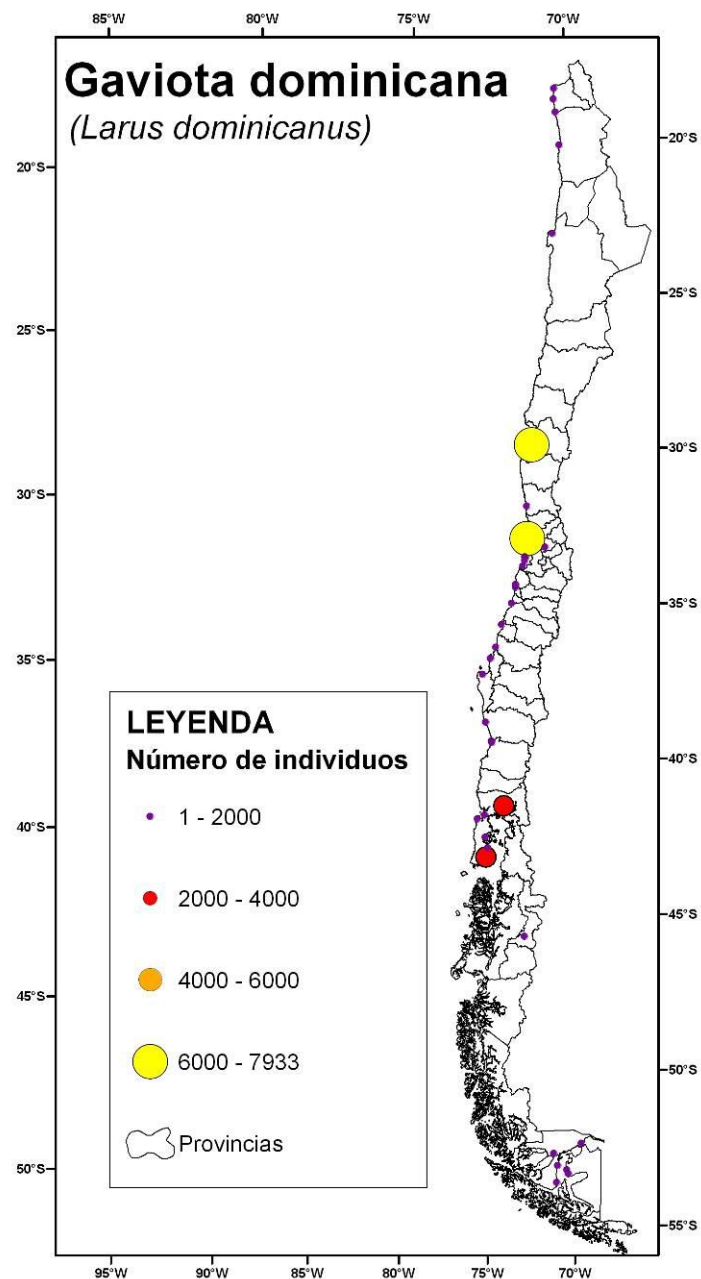 85°W 80°W 75°W 70°W
Gaviota dominicana
(Larus dominicanus)
20°S
25°S
30°S
35°S
40°S
45°S
50°S
20°S
25°S
30°S
35°S
40°S
45°S
50°S
55°S
LEYENDA
Número de individuos
1 - 2000
2000 - 4000
4000 - 6000
6000 - 7933
Provincias
95°W 90°W 85°W 80°W 75°W 70°W